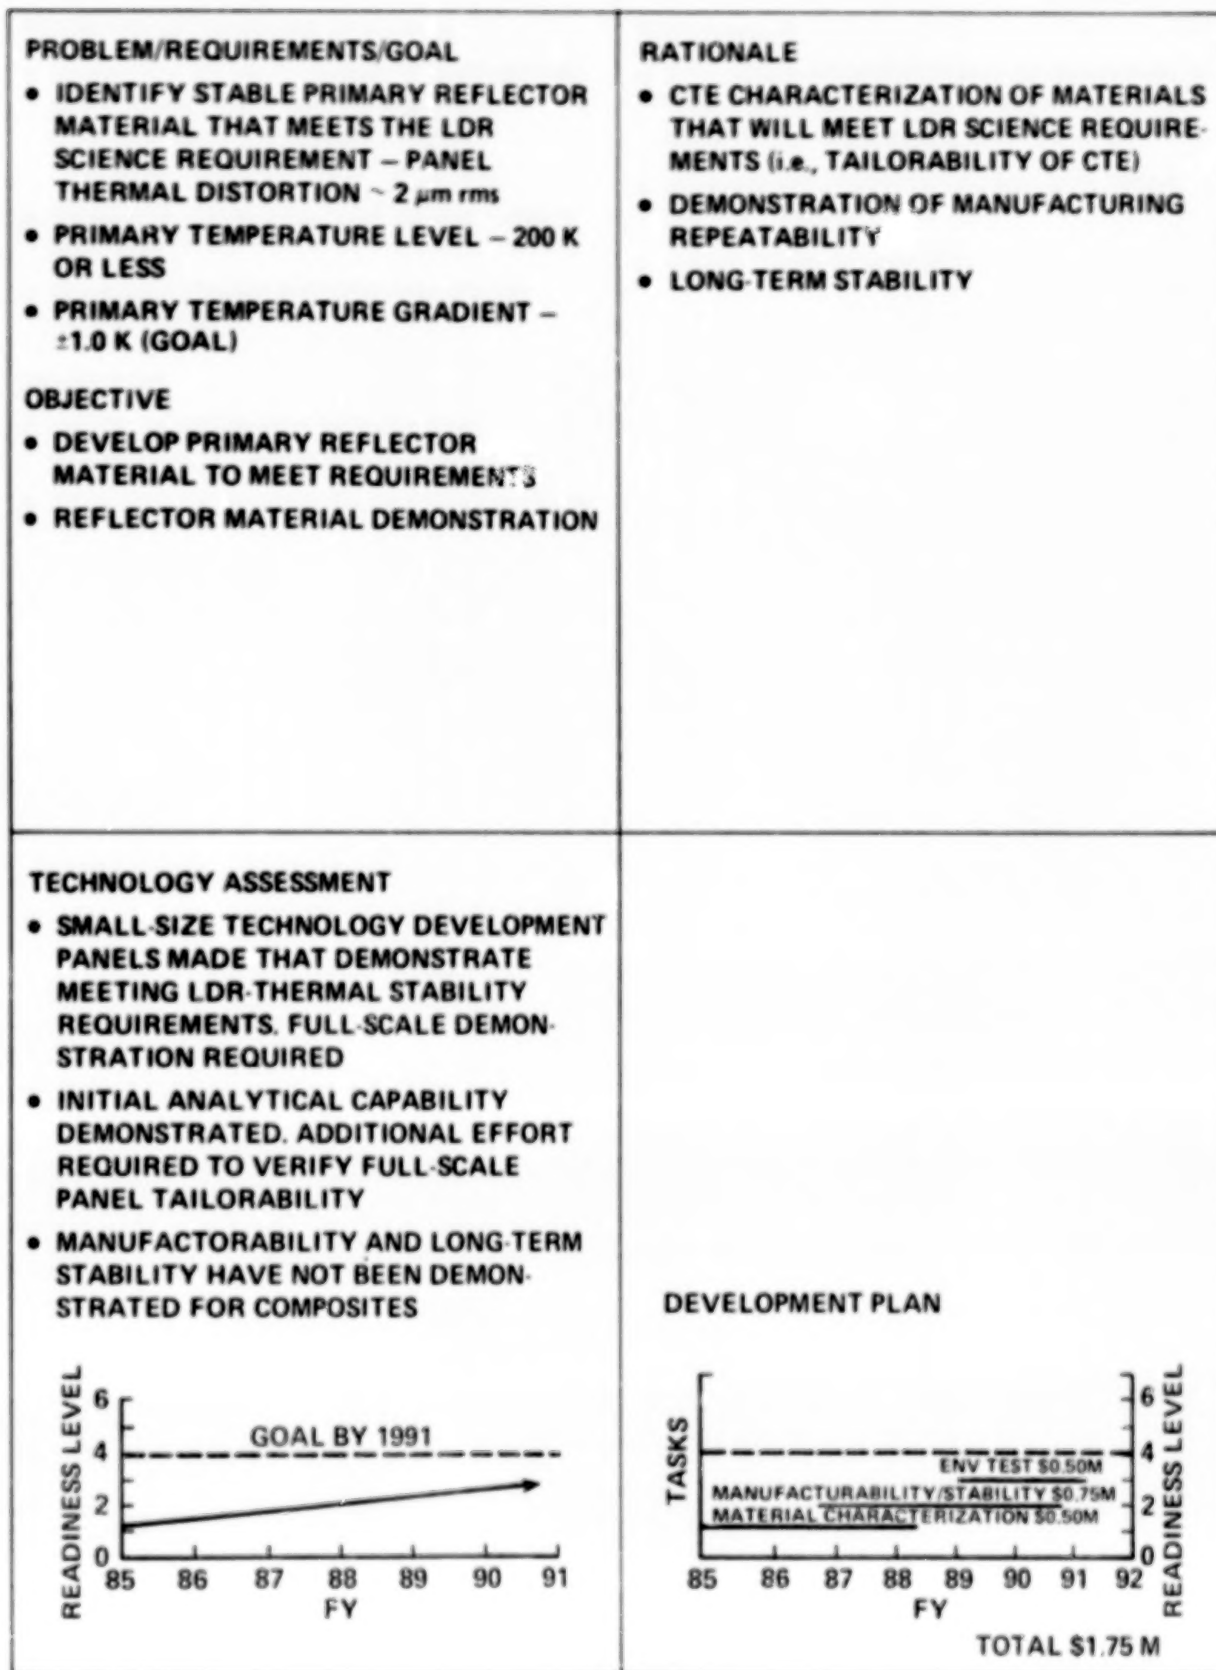 PROBLEM/REQUIREMENTS/GOAL
• IDENTIFY STABLE PRIMARY REFLECTOR
MATERIAL THAT MEETS THE LDR
SCIENCE REQUIREMENT – PANEL
THERMAL DISTORTION ~ 2 μm rms
• PRIMARY TEMPERATURE LEVEL – 200 K
OR LESS
• PRIMARY TEMPERATURE GRADIENT –
±1.0 K (GOAL)
OBJECTIVE
• DEVELOP PRIMARY REFLECTOR
MATERIAL TO MEET REQUIREMENTS
• REFLECTOR MATERIAL DEMONSTRATION
RATIONALE
• CTE CHARACTERIZATION OF MATERIALS
THAT WILL MEET LDR SCIENCE REQUIRE-
MENTS (i.e., TAILORABILITY OF CTE)
• DEMONSTRATION OF MANUFACTURING
REPEATABILITY
• LONG-TERM STABILITY
TECHNOLOGY ASSESSMENT
• SMALL-SIZE TECHNOLOGY DEVELOPMENT
PANELS MADE THAT DEMONSTRATE
MEETING LDR-THERMAL STABILITY
REQUIREMENTS. FULL-SCALE DEMON-
STRATION REQUIRED
• INITIAL ANALYTICAL CAPABILITY
DEMONSTRATED. ADDITIONAL EFFORT
REQUIRED TO VERIFY FULL-SCALE
PANEL TAILORABILITY
• MANUFACTORABILITY AND LONG-TERM
STABILITY HAVE NOT BEEN DEMON-
STRATED FOR COMPOSITES
READINESS LEVEL
6
4
2
0
GOAL BY 1991
85 86 87 88 89 90 91
FY
DEVELOPMENT PLAN
TASKS
ENV TEST $0.50M
MANUFACTURABILITY/STABILITY $0.75M
MATERIAL CHARACTERIZATION $0.50M
6
4
2
0
READINESS LEVEL
85 86 87 88 89 90 91 92
FY
TOTAL $1.75 M